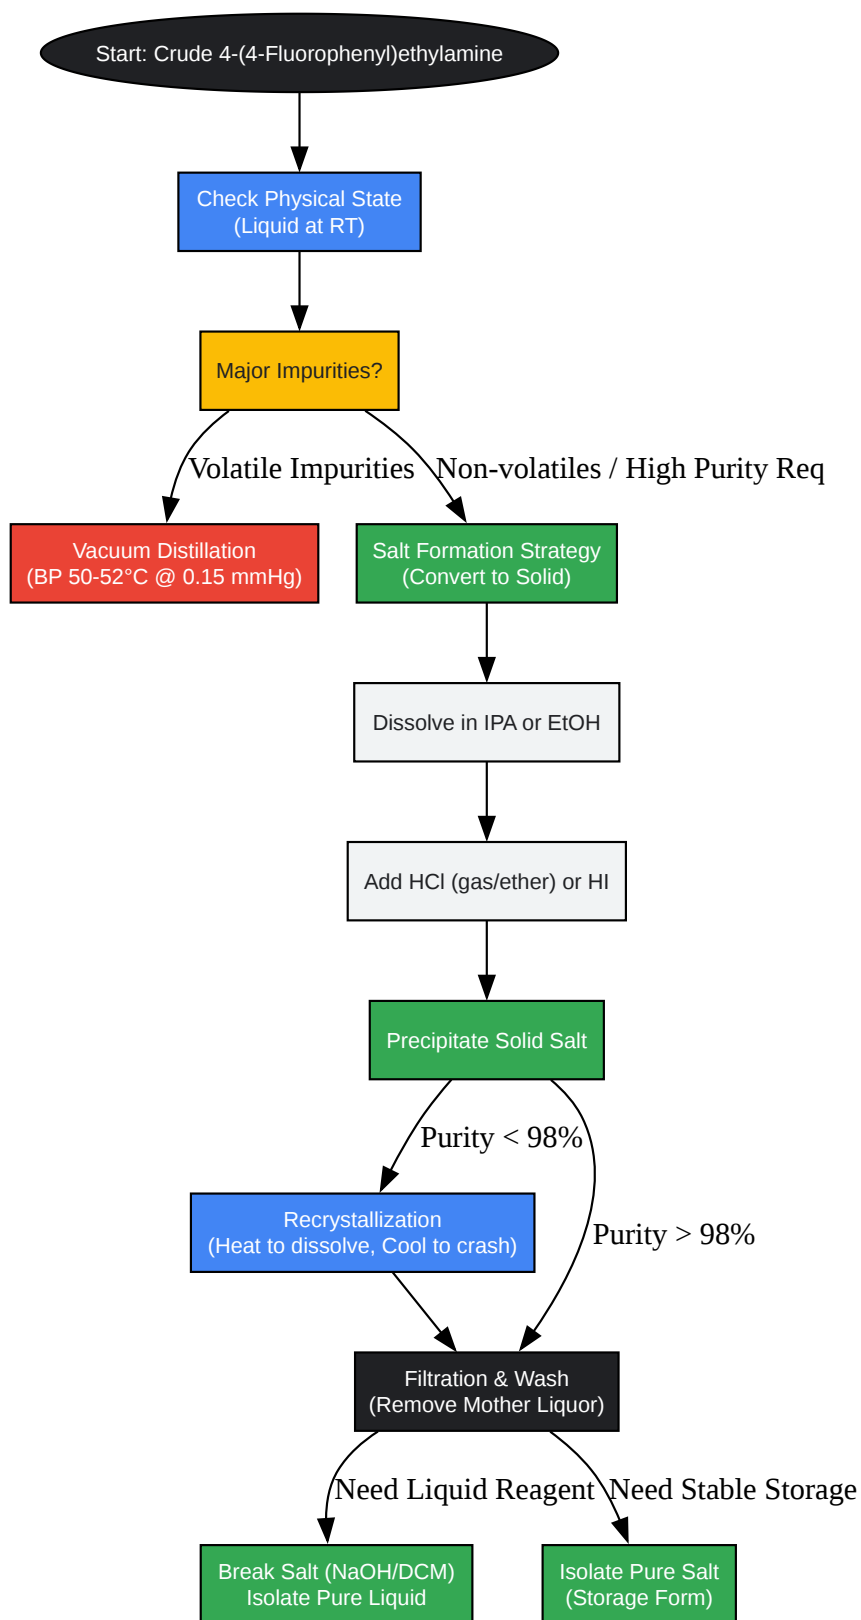 Start: Crude 4-(4-Fluorophenyl)ethylamine
Check Physical State
(Liquid at RT)
Major Impurities?
Volatile Impurities
Non-volatiles / High Purity Req
Vacuum Distillation
(BP 50-52°C @ 0.15 mmHg)
Salt Formation Strategy
(Convert to Solid)
Dissolve in IPA or EtOH
Add HCl (gas/ether) or HI
Precipitate Solid Salt
Purity < 98%
Recrystallization
(Heat to dissolve, Cool to crash)
Purity > 98%
Filtration & Wash
(Remove Mother Liquor)
Need Liquid Reagent
Need Stable Storage
Break Salt (NaOH/DCM)
Isolate Pure Liquid
Isolate Pure Salt
(Storage Form)